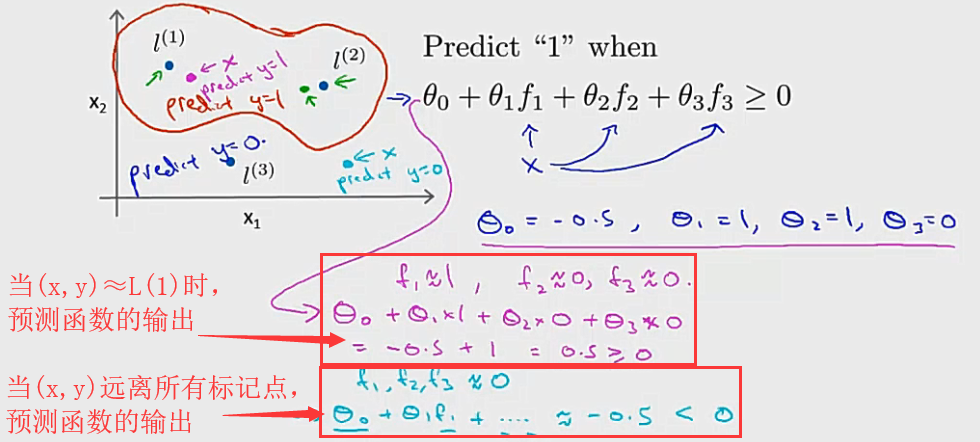 l^(1)
← x
predict y=1
l^(2)
predict y=1
x₂
predict y=0.
l^(3)
← x
predict y=0
x₁
Predict “1” when
θ₀ + θ₁f₁ + θ₂f₂ + θ₃f₃ ≥ 0
x
θ₀ = -0.5, θ₁ = 1, θ₂ = 1, θ₃ = 0
当(x,y)≈L(1)时,
预测函数的输出
f₁≈1, f₂≈0, f₃≈0.
θ₀ + θ₁×1 + θ₂×0 + θ₃×0
= -0.5 + 1 = 0.5 ≥ 0
当(x,y)远离所有标记点,
预测函数的输出
f₁, f₂, f₃ ≈ 0
θ₀ + θ₁f₁ + .... ≈ -0.5 < 0